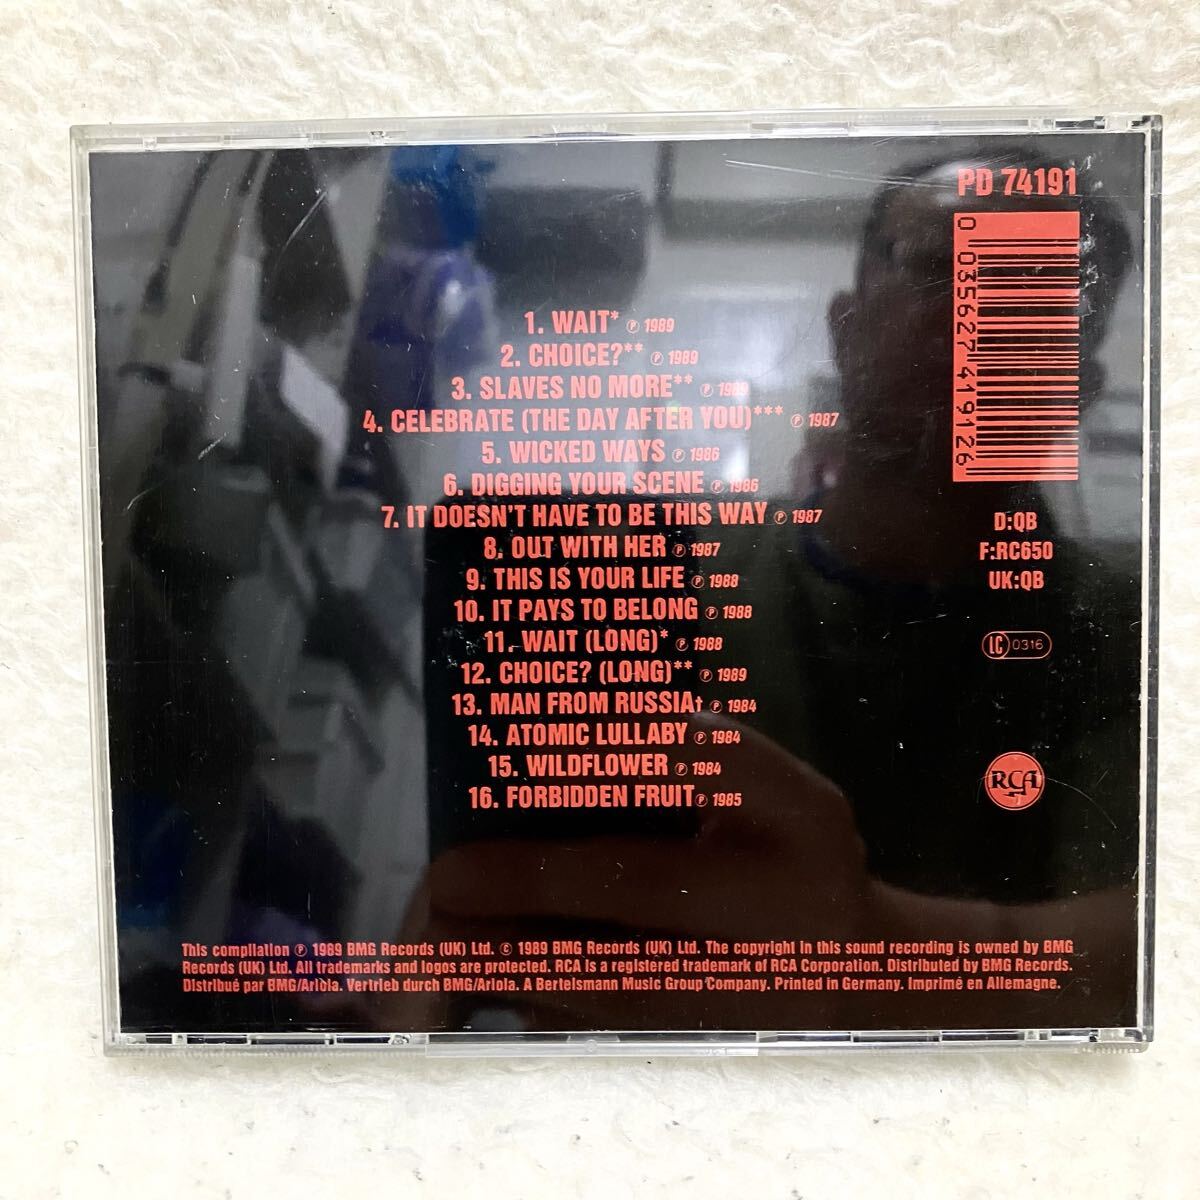 PD 74191
0 035627 419126
1. WAIT* ℗ 1989
2. CHOICE?** ℗ 1989
3. SLAVES NO MORE** ℗ 1989
4. CELEBRATE (THE DAY AFTER YOU)*** ℗ 1987
5. WICKED WAYS ℗ 1986
6. DIGGING YOUR SCENE ℗ 1986
7. IT DOESN'T HAVE TO BE THIS WAY ℗ 1987
8. OUT WITH HER ℗ 1987
9. THIS IS YOUR LIFE ℗ 1988
10. IT PAYS TO BELONG ℗ 1988
11. WAIT (LONG)* ℗ 1988
12. CHOICE? (LONG)** ℗ 1989
13. MAN FROM RUSSIA† ℗ 1984
14. ATOMIC LULLABY ℗ 1984
15. WILDFLOWER ℗ 1984
16. FORBIDDEN FRUIT ℗ 1985
D:QB
F:RC650
UK:QB
LC 0316
RCA
This compilation ℗ 1989 BMG Records (UK) Ltd. © 1989 BMG Records (UK) Ltd. The copyright in this sound recording is owned by BMG
Records (UK) Ltd. All trademarks and logos are protected. RCA is a registered trademark of RCA Corporation. Distributed by BMG Records.
Distribué par BMG/Ariola. Vertrieb durch BMG/Ariola. A Bertelsmann Music Group Company. Printed in Germany. Imprimé en Allemagne.